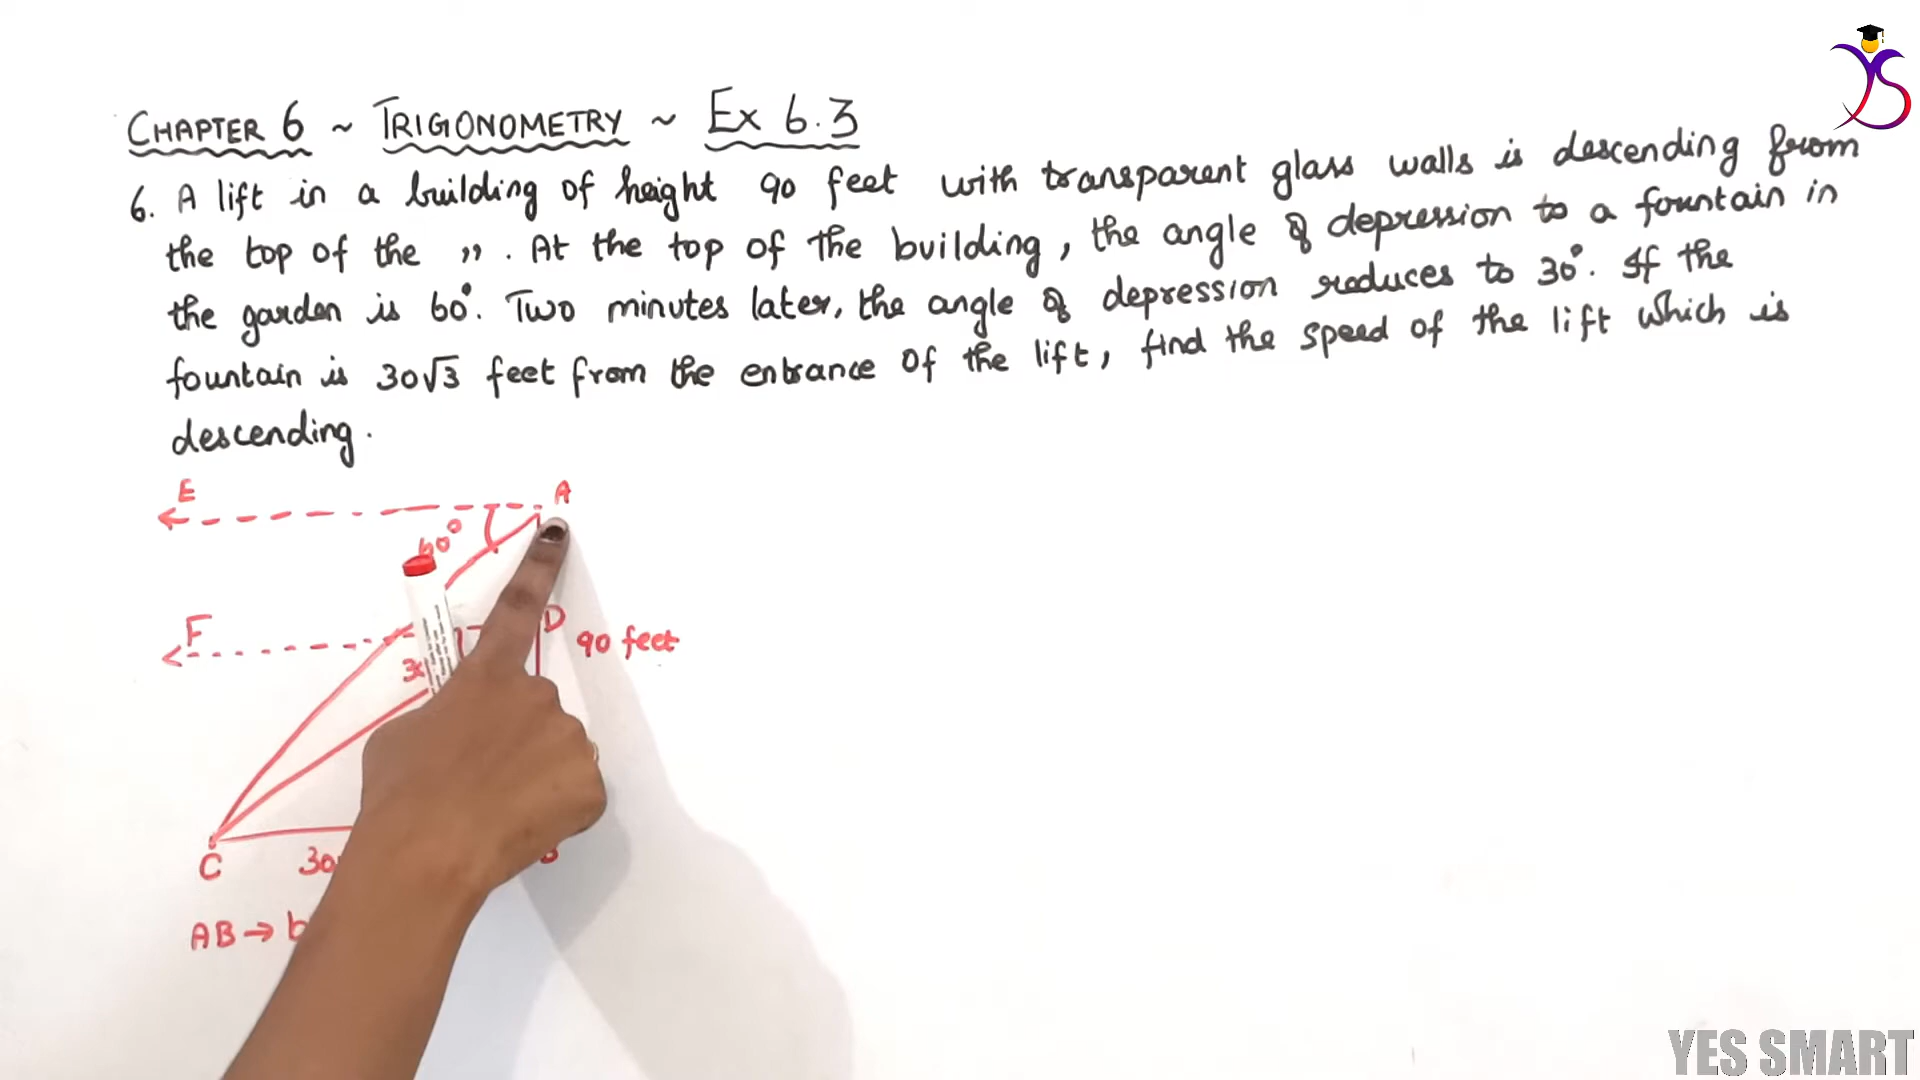 CHAPTER 6 ~ TRIGONOMETRY ~ Ex 6.3
6. A lift in a building of height 90 feet with transparent glass walls is descending from
the top of the ,, . At the top of the building, the angle of depression to a fountain in
the garden is 60°. Two minutes later, the angle of depression reduces to 30°. If the
fountain is 30√3 feet from the entrance of the lift, find the speed of the lift which is
descending.
E A
60°
F D
90 feet
C 30 B
AB → b
YS
YES SMART